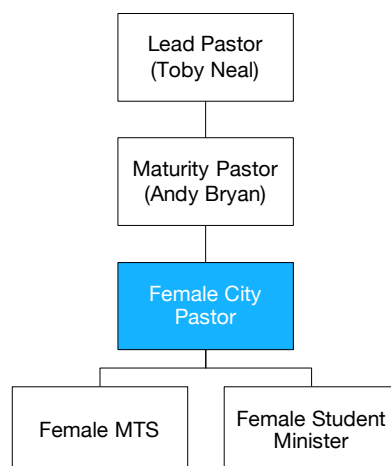 Lead Pastor
(Toby Neal)
Maturity Pastor
(Andy Bryan)
Female City
Pastor
Female MTS
Female Student
Minister